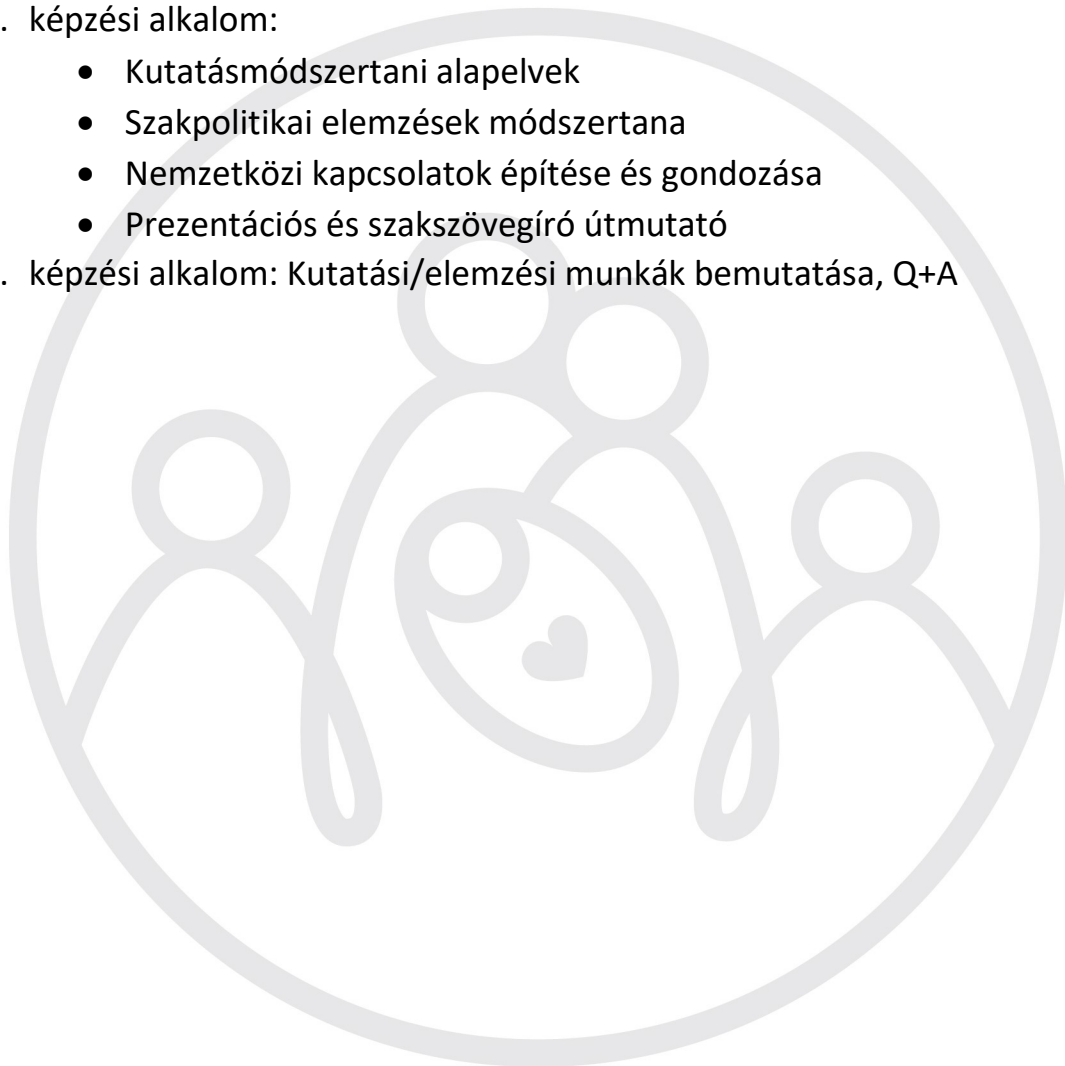 . képzési alkalom:
• Kutatásmódszertani alapelvek
• Szakpolitikai elemzések módszertana
• Nemzetközi kapcsolatok építése és gondozása
• Prezentációs és szakszövegíró útmutató
. képzési alkalom: Kutatási/elemzési munkák bemutatása, Q+A